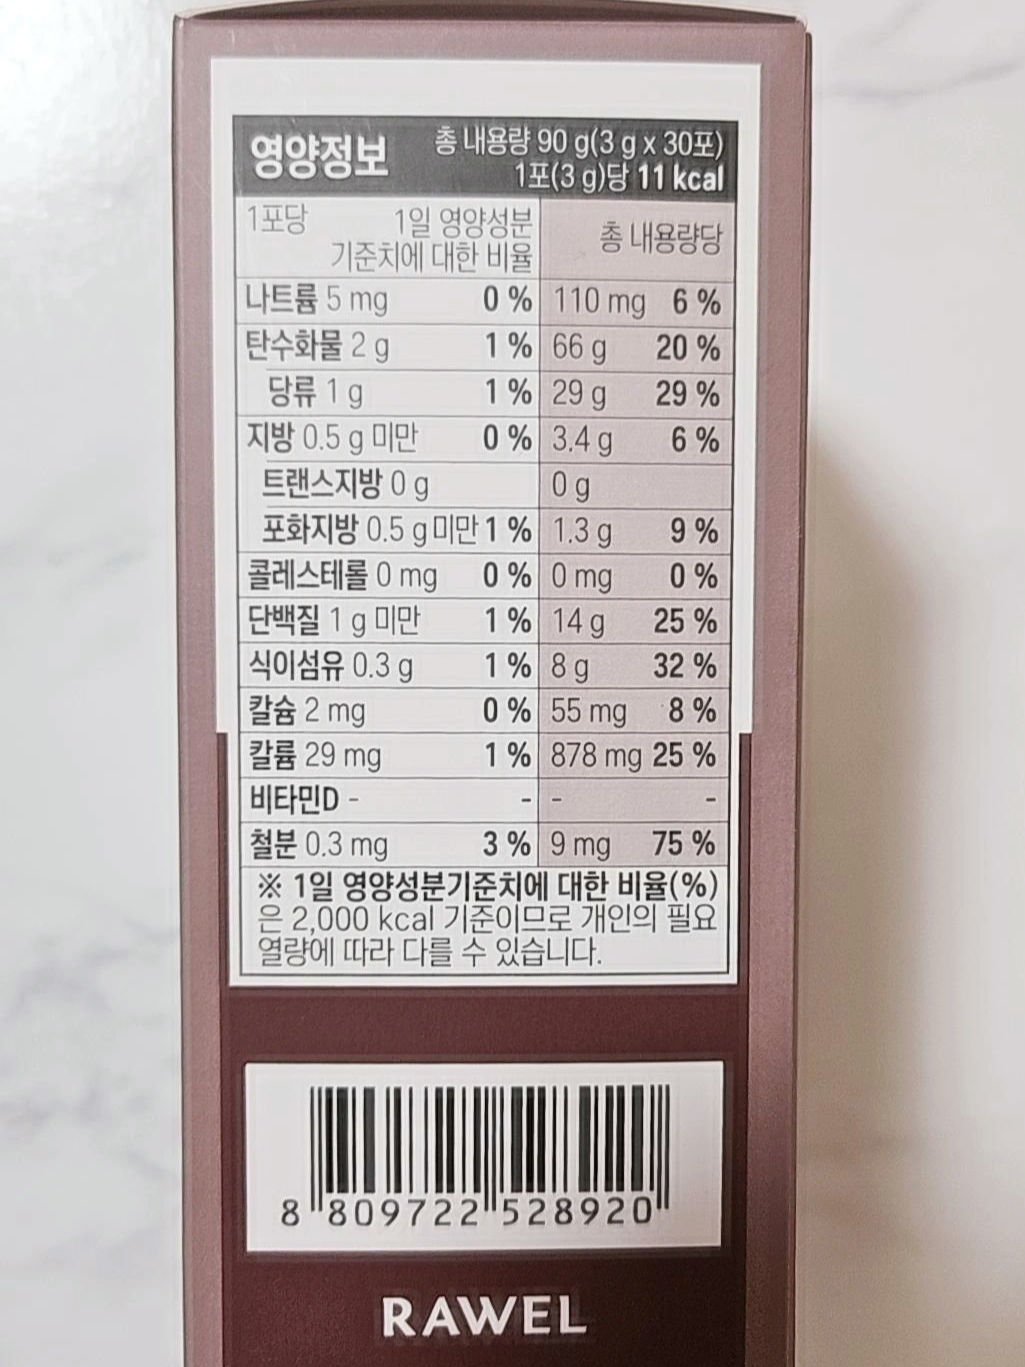 영양정보 총 내용량 90 g(3 g x 30포)
1포(3 g)당 11 kcal
1포당 1일 영양성분 기준치에 대한 비율 총 내용량당
나트륨 5 mg 0 % 110 mg 6 %
탄수화물 2 g 1 % 66 g 20 %
당류 1 g 1 % 29 g 29 %
지방 0.5 g 미만 0 % 3.4 g 6 %
트랜스지방 0 g 0 g
포화지방 0.5 g 미만 1 % 1.3 g 9 %
콜레스테롤 0 mg 0 % 0 mg 0 %
단백질 1 g 미만 1 % 14 g 25 %
식이섬유 0.3 g 1 % 8 g 32 %
칼슘 2 mg 0 % 55 mg 8 %
칼륨 29 mg 1 % 878 mg 25 %
비타민D - - - -
철분 0.3 mg 3 % 9 mg 75 %
※ 1일 영양성분기준치에 대한 비율(%)
은 2,000 kcal 기준이므로 개인의 필요
열량에 따라 다를 수 있습니다.
8 809722 528920
RAWEL